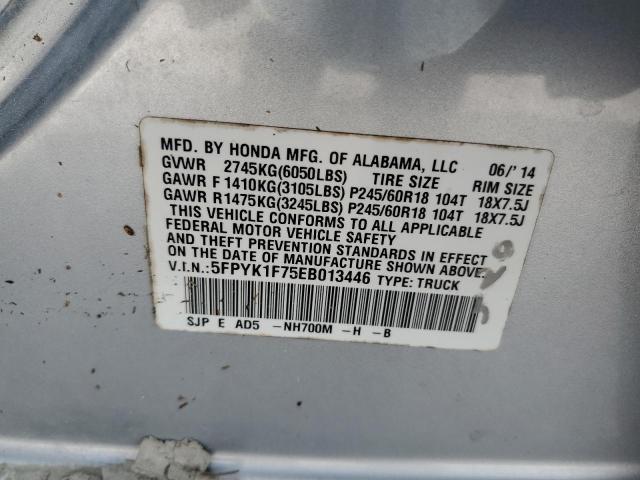 MFD. BY HONDA MFG. OF ALABAMA, LLC 06/'14
GVWR 2745KG(6050LBS) TIRE SIZE RIM SIZE
GAWR F 1410KG(3105LBS) P245/60R18 104T 18X7.5J
GAWR R1475KG(3245LBS) P245/60R18 104T 18X7.5J
THIS VEHICLE CONFORMS TO ALL APPLICABLE
FEDERAL MOTOR VEHICLE SAFETY
AND THEFT PREVENTION STANDARDS IN EFFECT
ON THE DATE OF MANUFACTURE SHOWN ABOVE.
V.I.N.:5FPYK1F75EB013446 TYPE: TRUCK
SJP E AD5 -NH700M -H -B